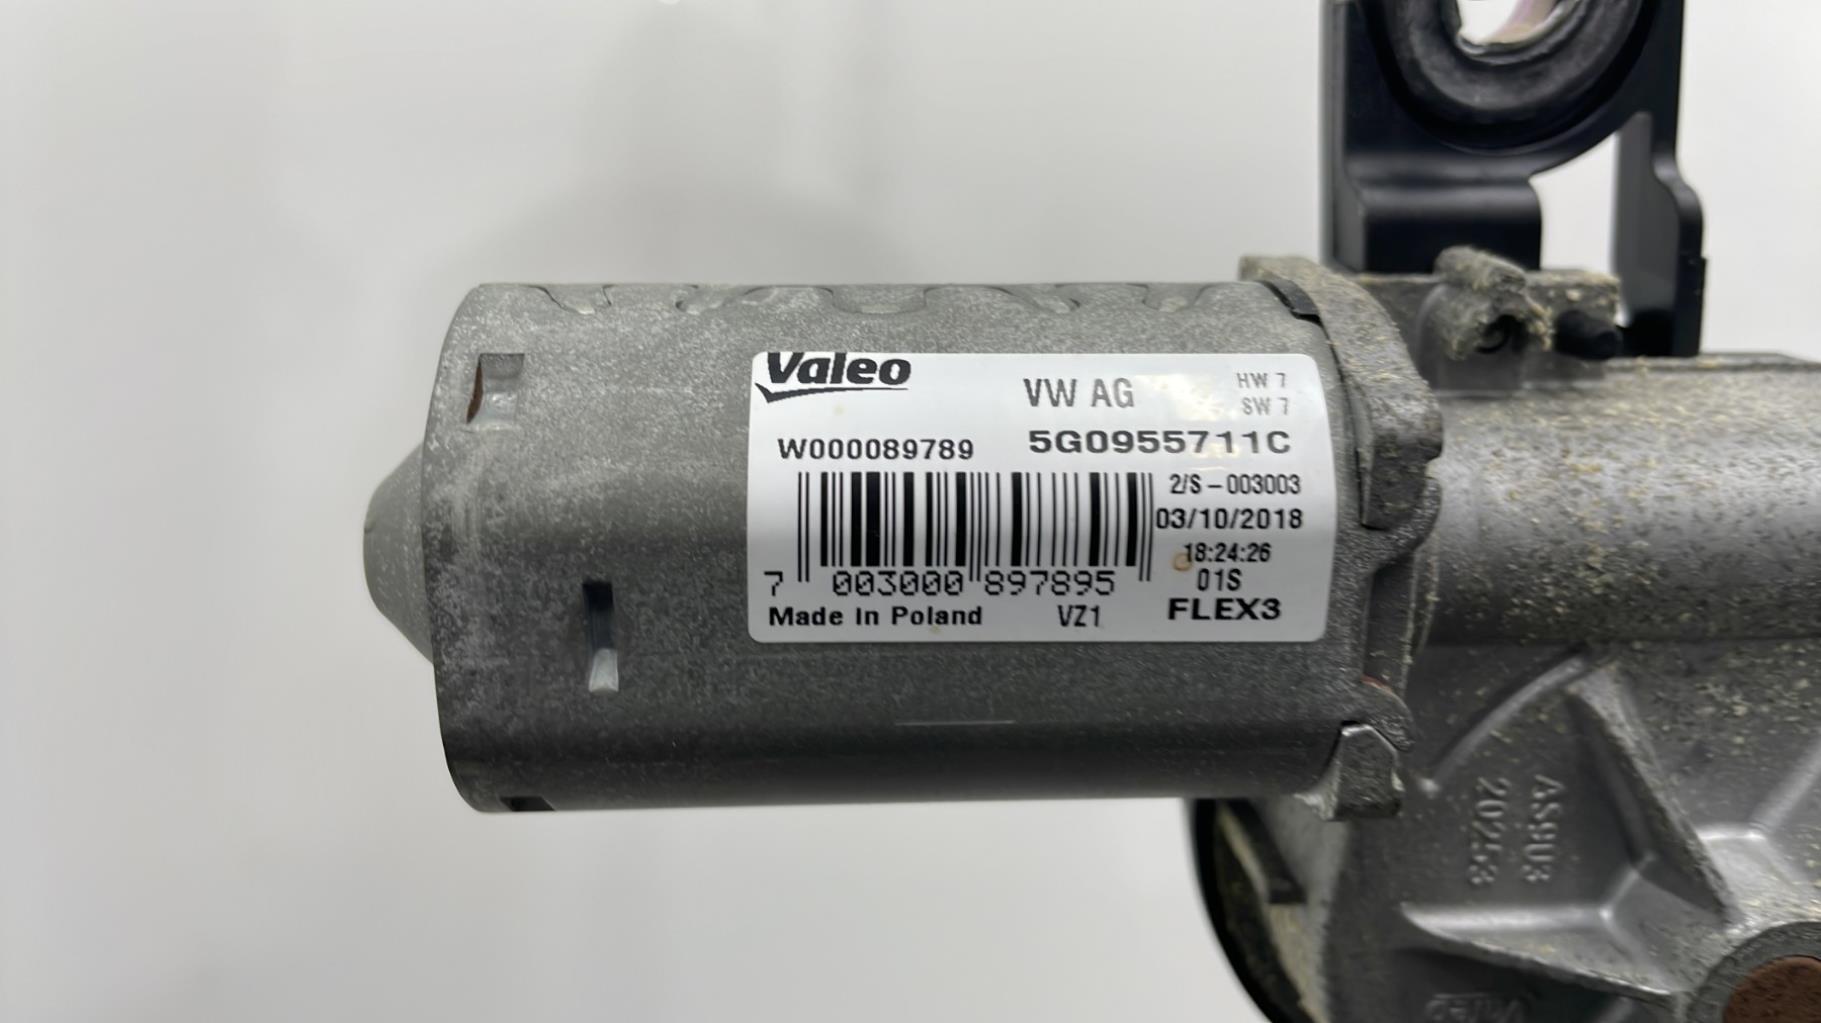 Valeo
VW AG
HW 7
SW 7
W000089789
5G0955711C
2/S - 003003
03/10/2018
18:24:26
7 003000 897895
01S
Made In Poland
VZ1
FLEX3
AS9U3
20253